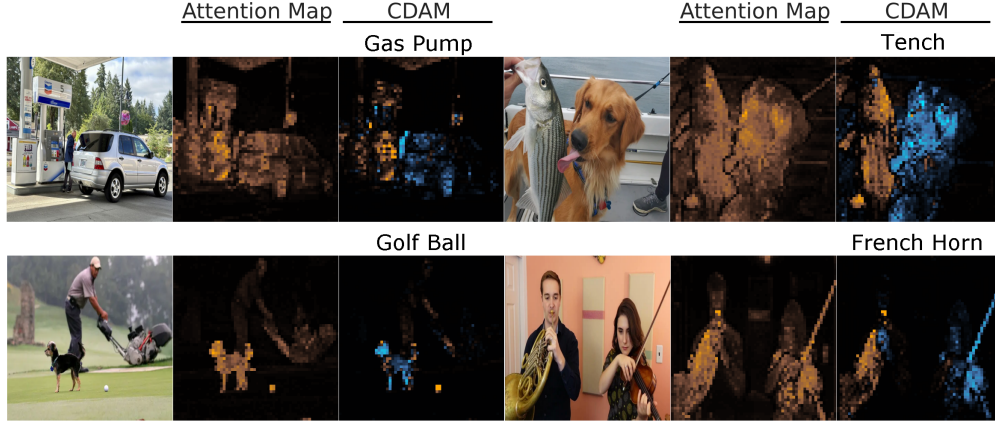 Attention Map CDAM Attention Map CDAM
Gas Pump Tench
Golf Ball French Horn